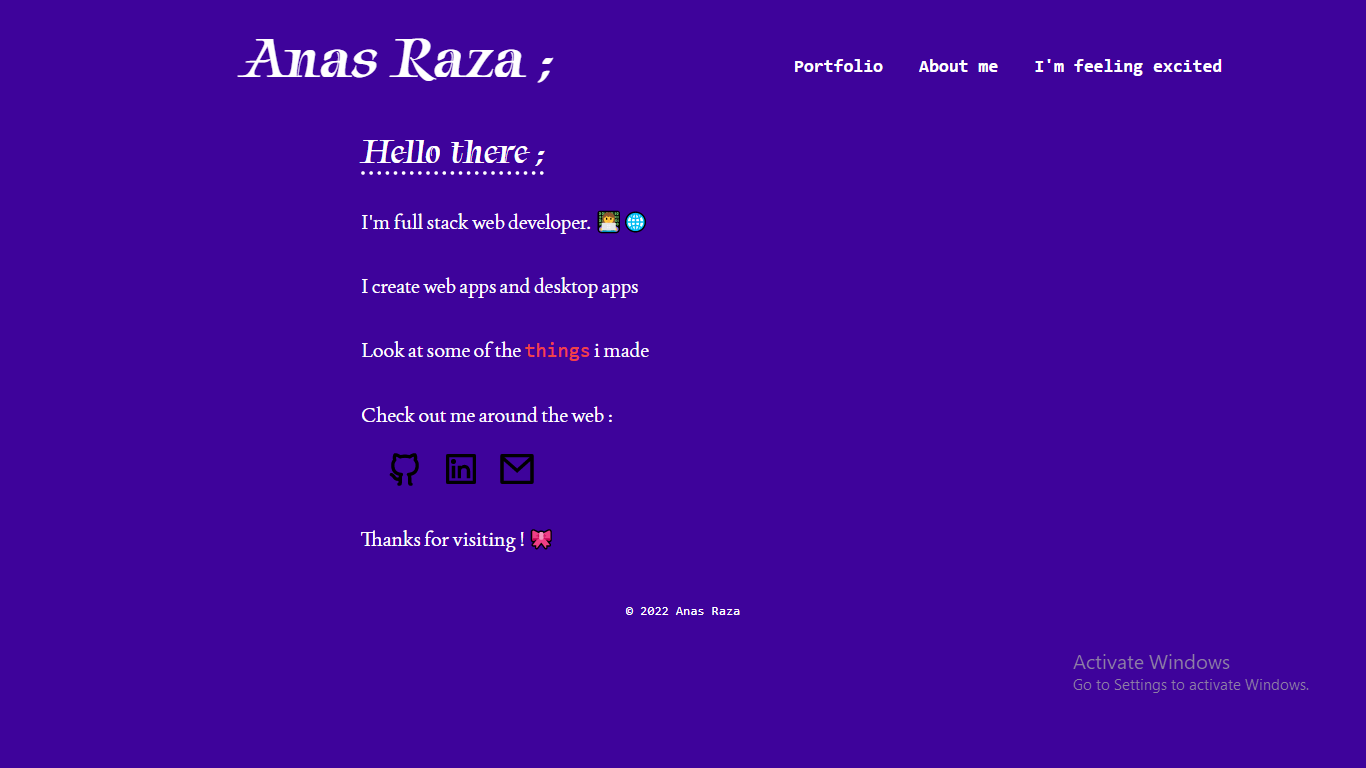 Anas Raza ;
Portfolio About me I'm feeling excited
Hello there ;
I'm full stack web developer. 👨‍💻 🌐
I create web apps and desktop apps
Look at some of the things i made
Check out me around the web :
in
Thanks for visiting ! 🎀
© 2022 Anas Raza
Activate Windows
Go to Settings to activate Windows.